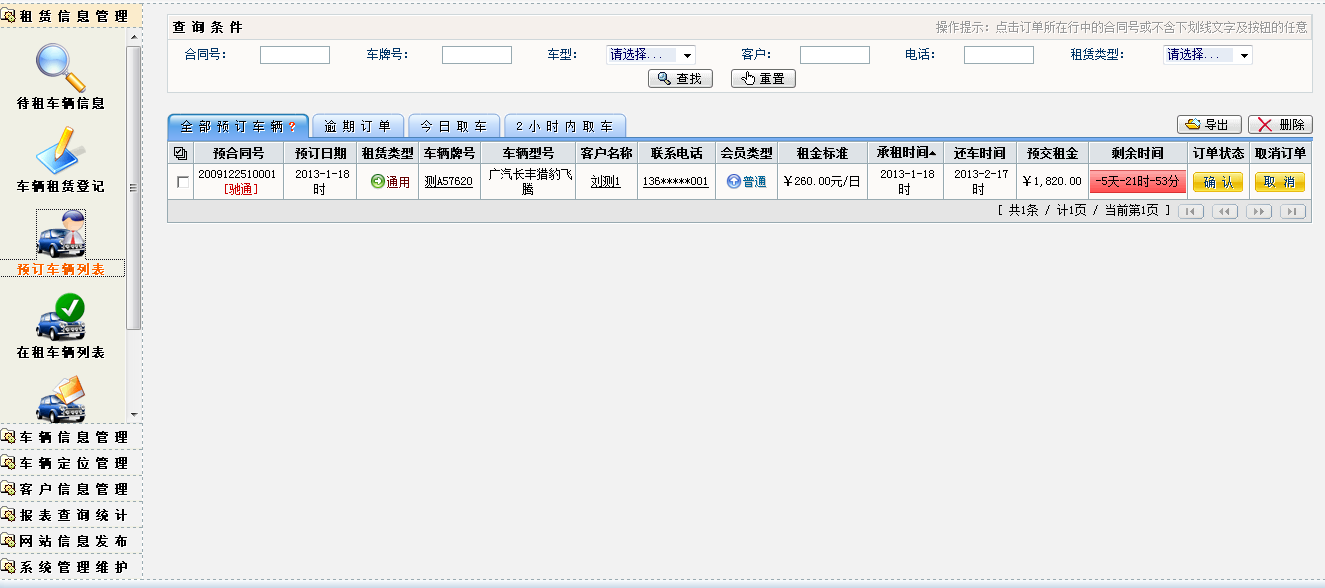 租赁信息管理
待租车辆信息
车辆租赁登记
预订车辆列表
在租车辆列表
车辆信息管理
车辆定位管理
客户信息管理
报表查询统计
网站信息发布
系统管理维护
查询条件
操作提示：点击订单所在行中的合同号或不含下划线文字及按钮的任意
合同号： 车牌号： 车型： 请选择... 客户： 电话： 租赁类型： 请选择...
查找 重置
全部预订车辆? 逾期订单 今日取车 2小时内取车 导出 删除
预合同号 预订日期 租赁类型 车辆牌号 车辆型号 客户名称 联系电话 会员类型 租金标准 承租时间 还车时间 预交租金 剩余时间 订单状态 取消订单
2009122510001 2013-1-18 广汽长丰猎豹飞 2013-1-18 2013-2-17
[驰通] 时 通用 测A57620 腾 刘测1 136*****001 普通 ￥260.00元/日 时 时 ￥1,820.00 -5天-21时-53分 确认 取消
[ 共1条 / 计1页 / 当前第1页 ]